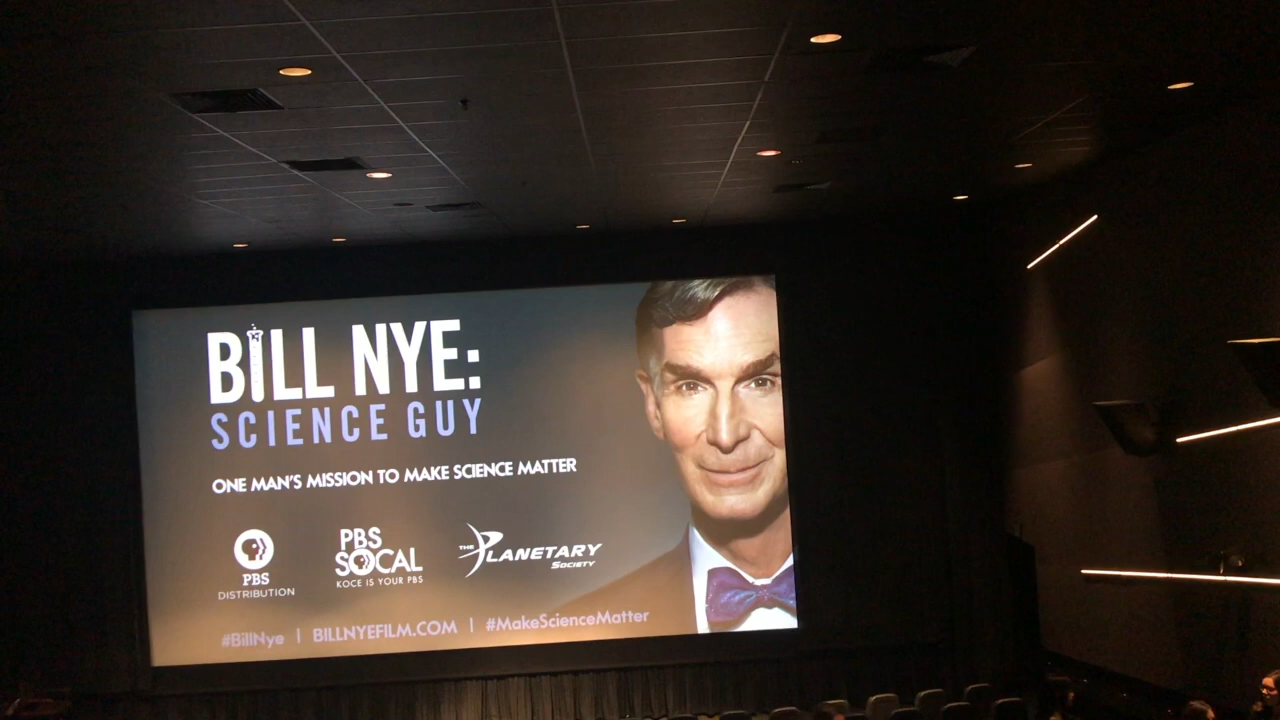 BILL NYE:
SCIENCE GUY
ONE MAN'S MISSION TO MAKE SCIENCE MATTER
PBS
DISTRIBUTION
PBS
SOCAL
KOCE IS YOUR PBS
THE PLANETARY
SOCIETY
#BillNye | BILLNYEFILM.COM | #MakeScienceMatter